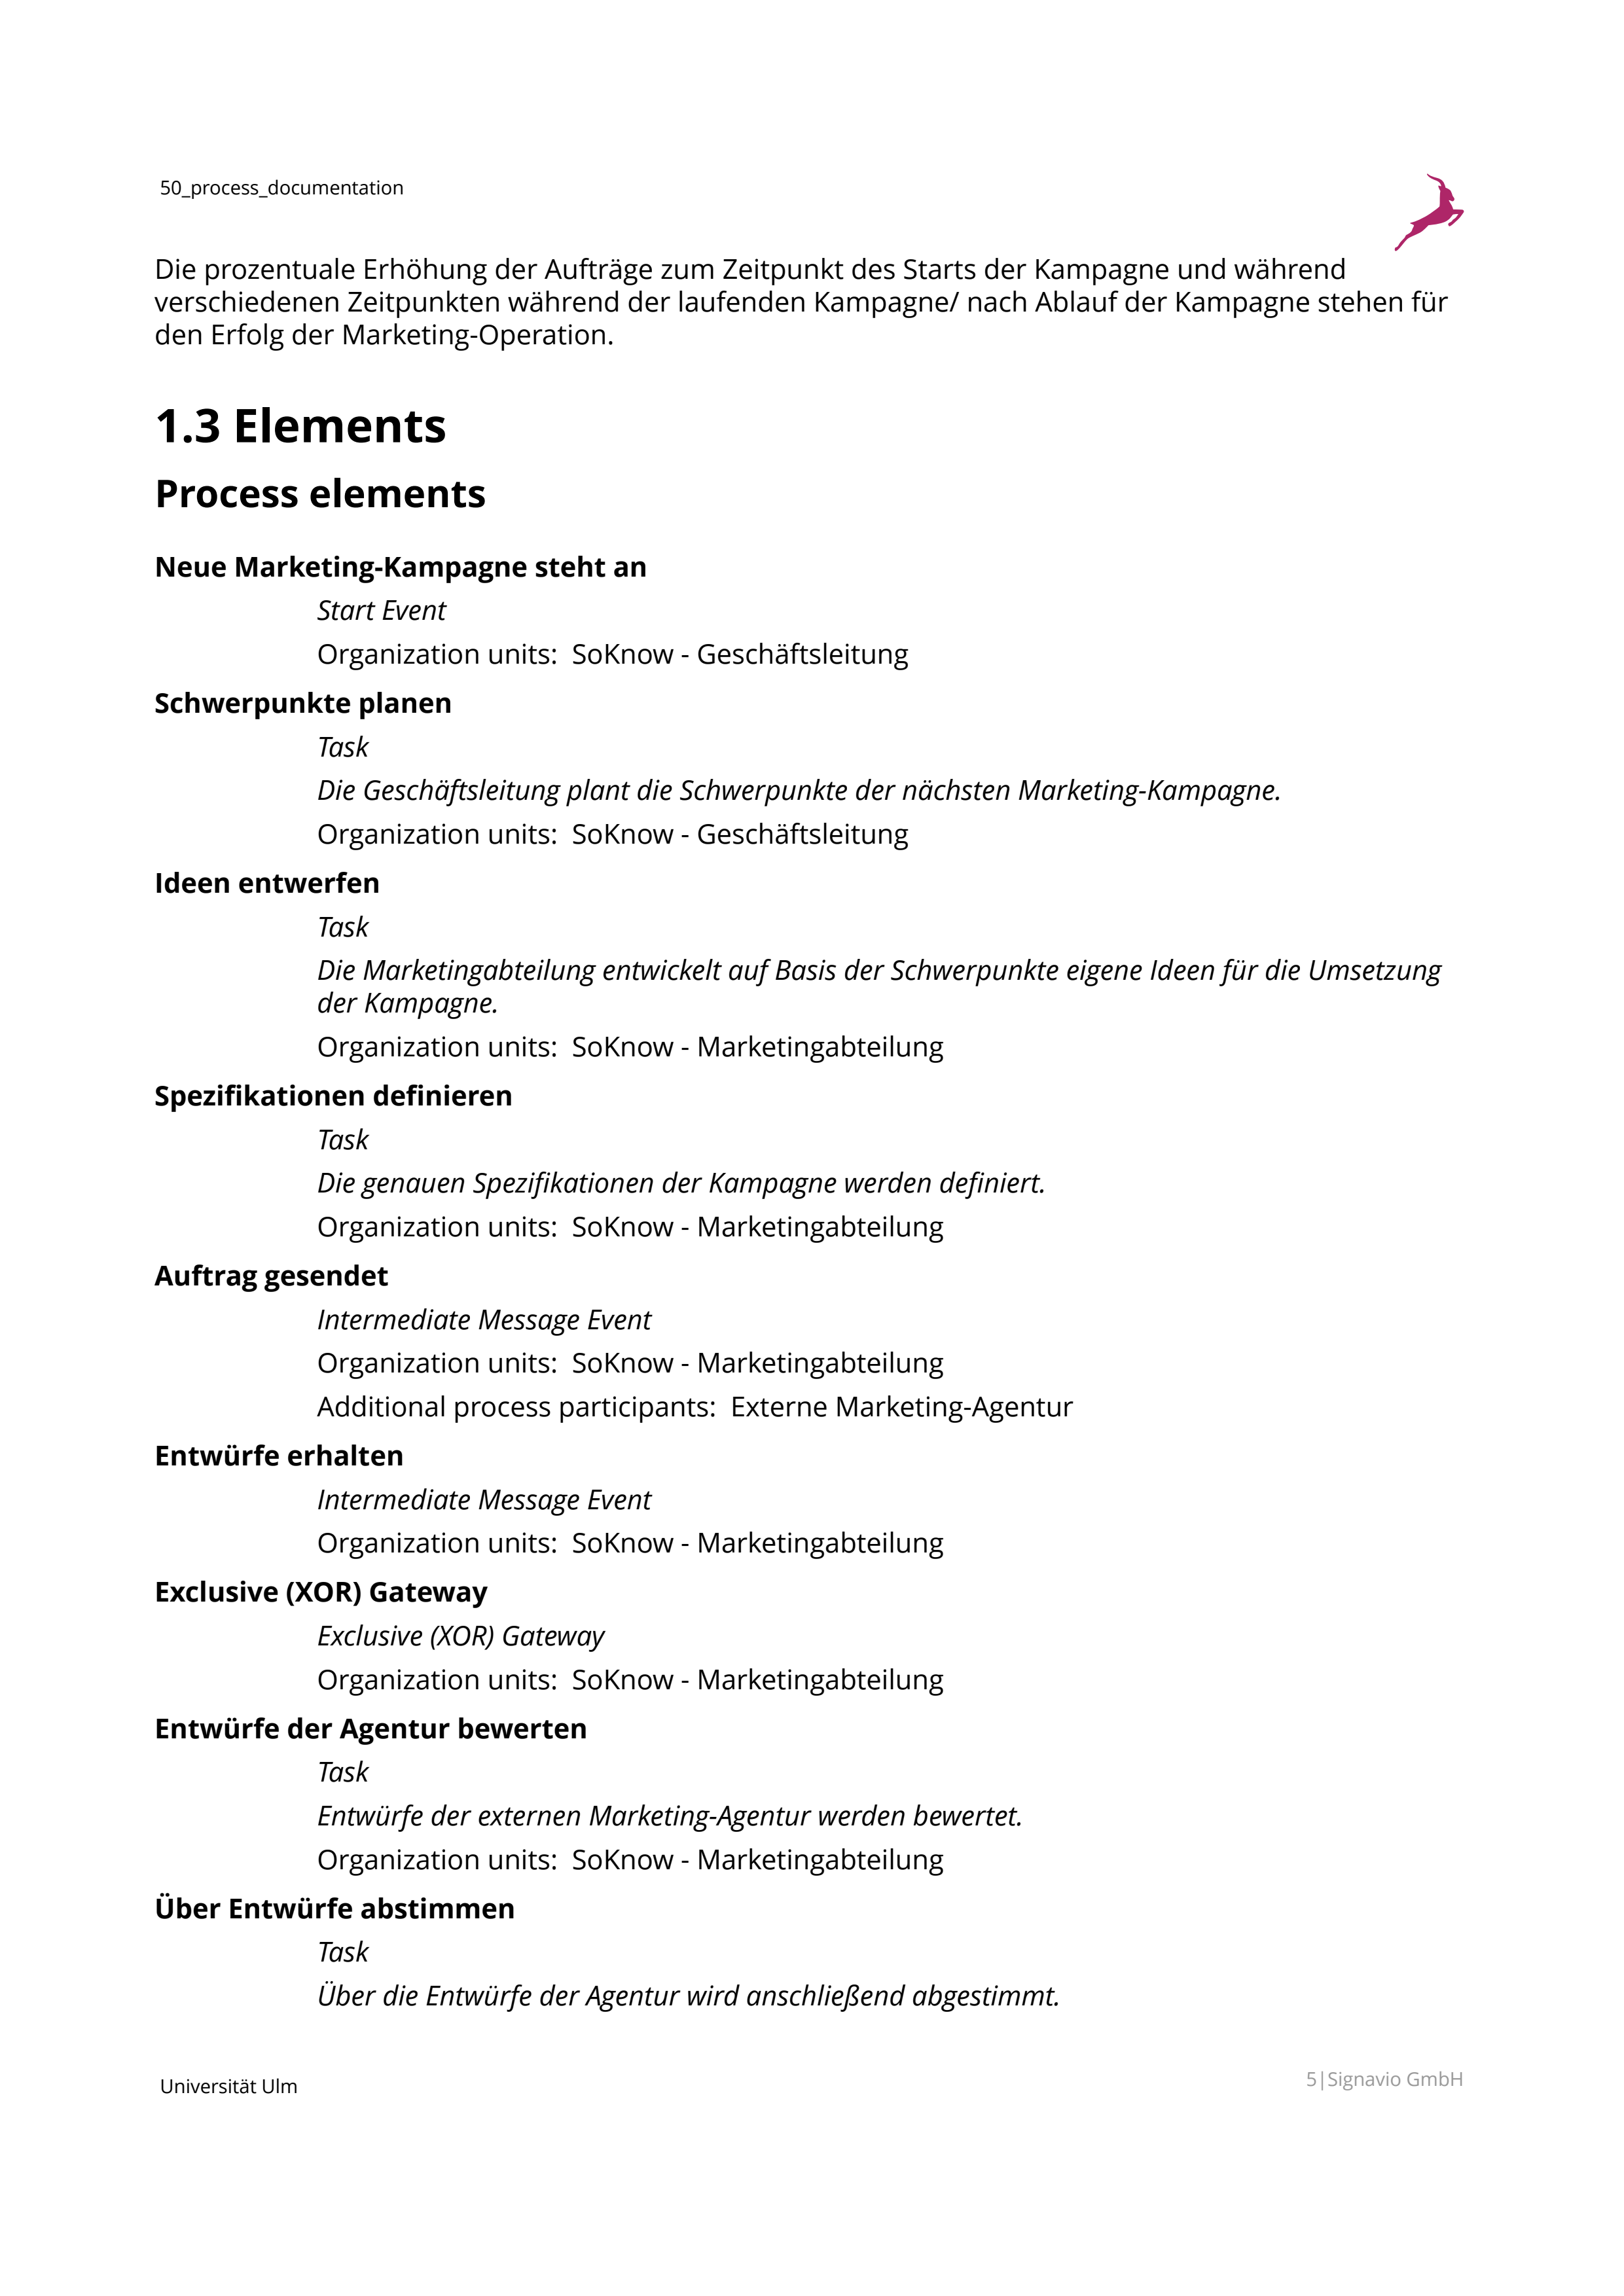 50_process_documentation
Die prozentuale Erhöhung der Aufträge zum Zeitpunkt des Starts der Kampagne und während
verschiedenen Zeitpunkten während der laufenden Kampagne/ nach Ablauf der Kampagne stehen für
den Erfolg der Marketing-Operation.
1.3 Elements
Process elements
Neue Marketing-Kampagne steht an
Start Event
Organization units:  SoKnow - Geschäftsleitung
Schwerpunkte planen
Task
Die Geschäftsleitung plant die Schwerpunkte der nächsten Marketing-Kampagne.
Organization units:  SoKnow - Geschäftsleitung
Ideen entwerfen
Task
Die Marketingabteilung entwickelt auf Basis der Schwerpunkte eigene Ideen für die Umsetzung
der Kampagne.
Organization units:  SoKnow - Marketingabteilung
Spezifikationen definieren
Task
Die genauen Spezifikationen der Kampagne werden definiert.
Organization units:  SoKnow - Marketingabteilung
Auftrag gesendet
Intermediate Message Event
Organization units:  SoKnow - Marketingabteilung
Additional process participants:  Externe Marketing-Agentur
Entwürfe erhalten
Intermediate Message Event
Organization units:  SoKnow - Marketingabteilung
Exclusive (XOR) Gateway
Exclusive (XOR) Gateway
Organization units:  SoKnow - Marketingabteilung
Entwürfe der Agentur bewerten
Task
Entwürfe der externen Marketing-Agentur werden bewertet.
Organization units:  SoKnow - Marketingabteilung
Über Entwürfe abstimmen
Task
Über die Entwürfe der Agentur wird anschließend abgestimmt.
Universität Ulm
5|Signavio GmbH